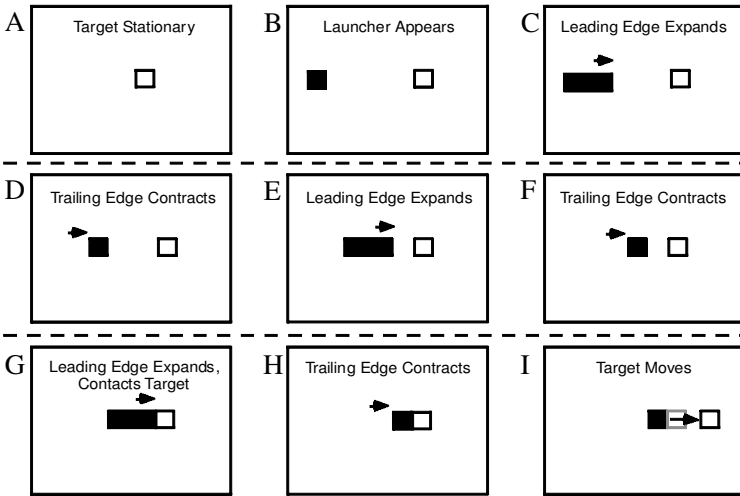 A
Target Stationary
B
Launcher Appears
C
Leading Edge Expands
D
Trailing Edge Contracts
E
Leading Edge Expands
F
Trailing Edge Contracts
G
Leading Edge Expands,
Contacts Target
H
Trailing Edge Contracts
I
Target Moves